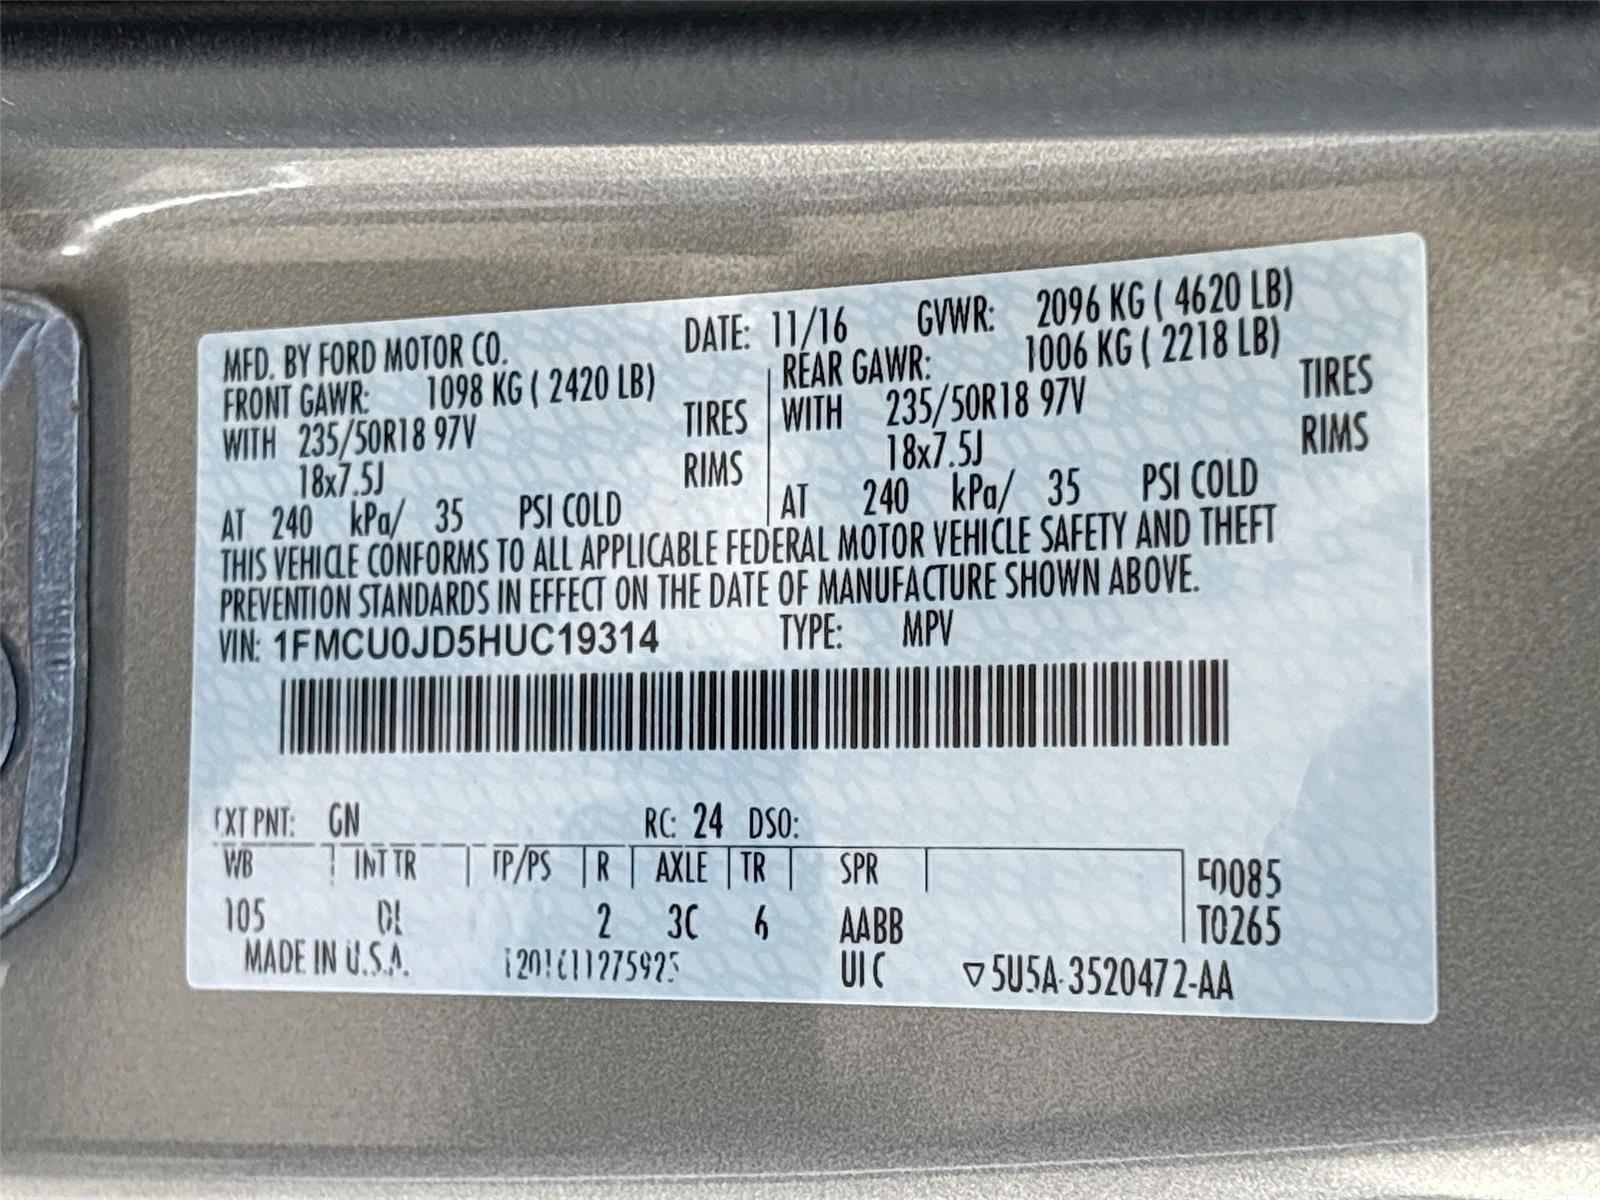 MFD. BY FORD MOTOR CO. DATE: 11/16 GVWR: 2096 KG ( 4620 LB)
FRONT GAWR: 1098 KG ( 2420 LB) REAR GAWR: 1006 KG ( 2218 LB)
WITH 235/50R18 97V TIRES WITH 235/50R18 97V TIRES
18x7.5J RIMS 18x7.5J RIMS
AT 240 kPa/ 35 PSI COLD AT 240 kPa/ 35 PSI COLD
THIS VEHICLE CONFORMS TO ALL APPLICABLE FEDERAL MOTOR VEHICLE SAFETY AND THEFT
PREVENTION STANDARDS IN EFFECT ON THE DATE OF MANUFACTURE SHOWN ABOVE.
VIN: 1FMCU0JD5HUC19314 TYPE: MPV
EXT PNT: GN RC: 24 DSO:
WB INT TR TP/PS R AXLE TR SPR F0085
105 2 3C 6 AABB T0265
MADE IN U.S.A. UTC ▽5U5A-3520472-AA